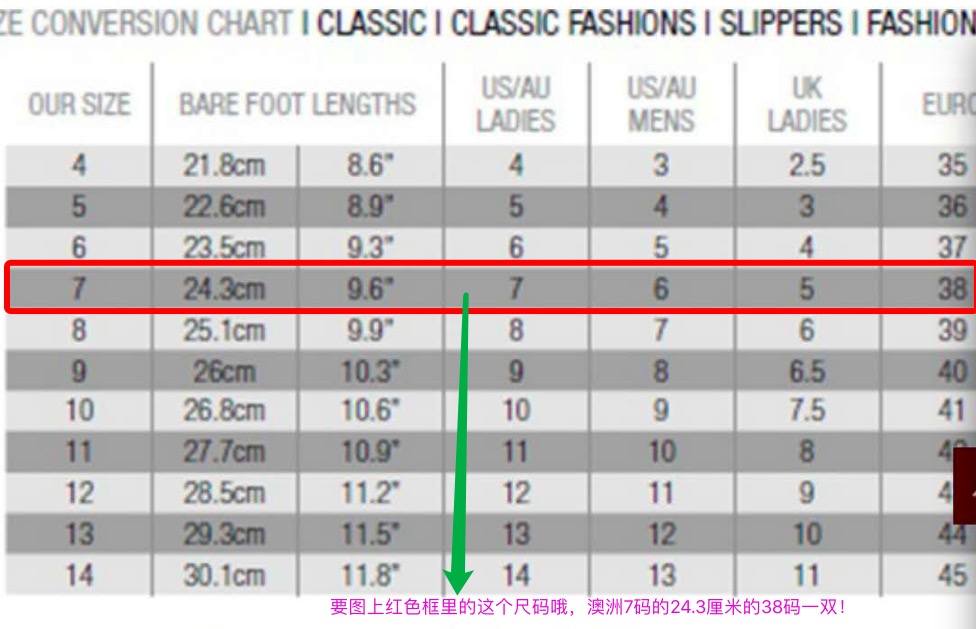 ZE CONVERSION CHART I CLASSIC I CLASSIC FASHIONS I SLIPPERS I FASHION
OUR SIZE BARE FOOT LENGTHS US/AU LADIES US/AU MENS UK LADIES EURO
4 21.8cm 8.6" 4 3 2.5 35
5 22.6cm 8.9" 5 4 3 36
6 23.5cm 9.3" 6 5 4 37
7 24.3cm 9.6" 7 6 5 38
8 25.1cm 9.9" 8 7 6 39
9 26cm 10.3" 9 8 6.5 40
10 26.8cm 10.6" 10 9 7.5 41
11 27.7cm 10.9" 11 10 8
12 28.5cm 11.2" 12 11 9
13 29.3cm 11.5" 13 12 10 44
14 30.1cm 11.8" 14 13 11 45
要图上红色框里的这个尺码哦，澳洲7码的24.3厘米的38码一双！